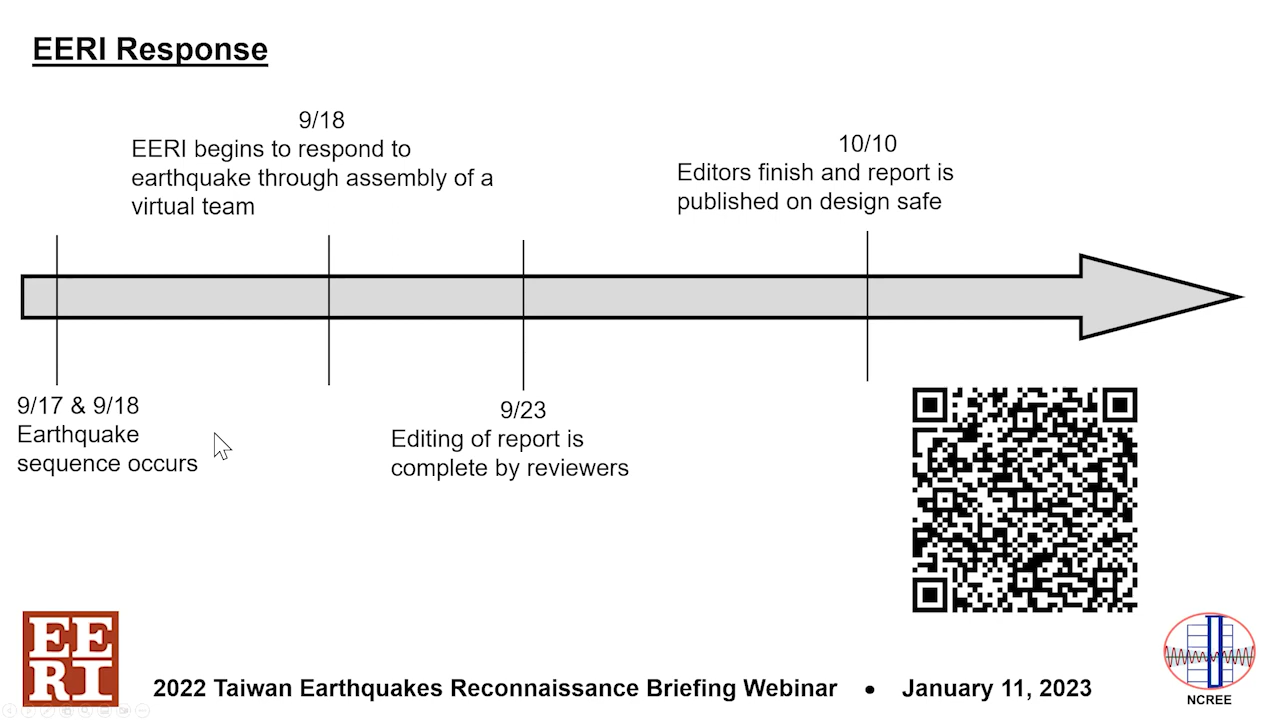 EERI Response
9/18
EERI begins to respond to
earthquake through assembly of a
virtual team
10/10
Editors finish and report is
published on design safe
9/17 & 9/18
Earthquake
sequence occurs
9/23
Editing of report is
complete by reviewers
EE
RI
2022 Taiwan Earthquakes Reconnaissance Briefing Webinar • January 11, 2023
NCREE